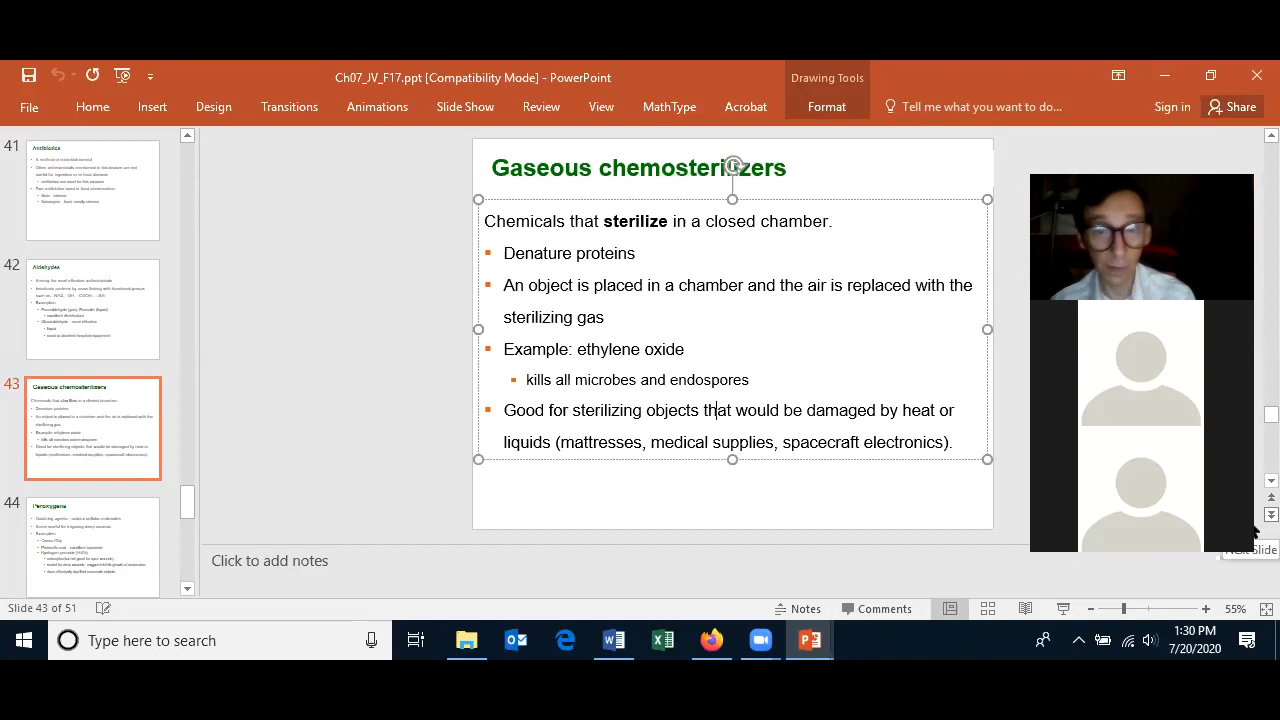 Ch07_JV_F17.ppt [Compatibility Mode] - PowerPoint
Drawing Tools
File Home Insert Design Transitions Animations Slide Show Review View MathType Acrobat Format Tell me what you want to do... Sign in Share
41
Antibiotics
42
Aldehydes
43
Gaseous chemosterilizers
44
Peroxygens
Gaseous chemosterilizers
Chemicals that sterilize in a closed chamber.
Denature proteins
An object is placed in a chamber and the air is replaced with the
sterilizing gas
Example: ethylene oxide
kills all microbes and endospores
Good for sterilizing objects that would be damaged by heat or
liquids (mattresses, medical supplies, spacecraft electronics).
Click to add notes
Next Slide
Slide 43 of 51 Notes Comments 55%
Type here to search
1:30 PM
7/20/2020